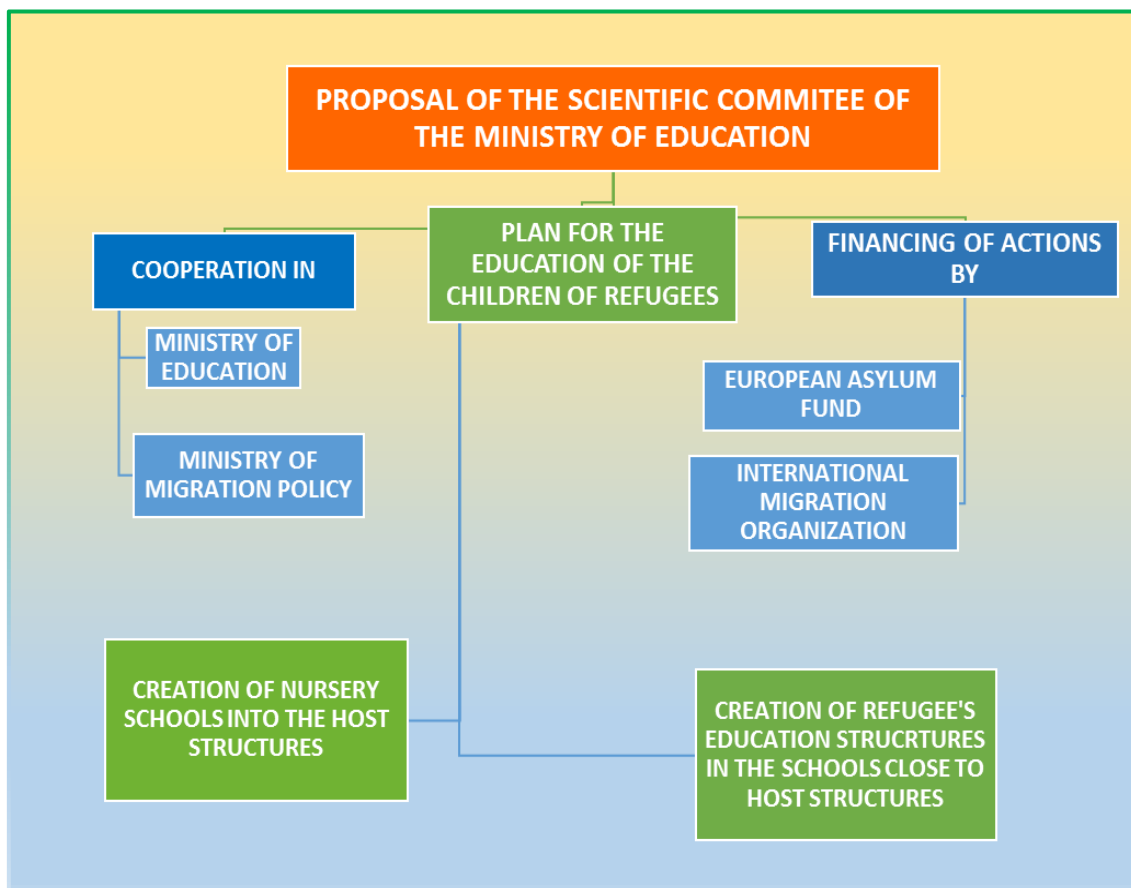 PROPOSAL OF THE SCIENTIFIC COMMITEE OF
THE MINISTRY OF EDUCATION
COOPERATION IN
PLAN FOR THE
EDUCATION OF THE
CHILDREN OF REFUGEES
FINANCING OF ACTIONS
BY
MINISTRY OF
EDUCATION
MINISTRY OF
MIGRATION POLICY
EUROPEAN ASYLUM
FUND
INTERNATIONAL
MIGRATION
ORGANIZATION
CREATION OF NURSERY
SCHOOLS INTO THE HOST
STRUCTURES
CREATION OF REFUGEE'S
EDUCATION STRUCRTURES
IN THE SCHOOLS CLOSE TO
HOST STRUCTURES